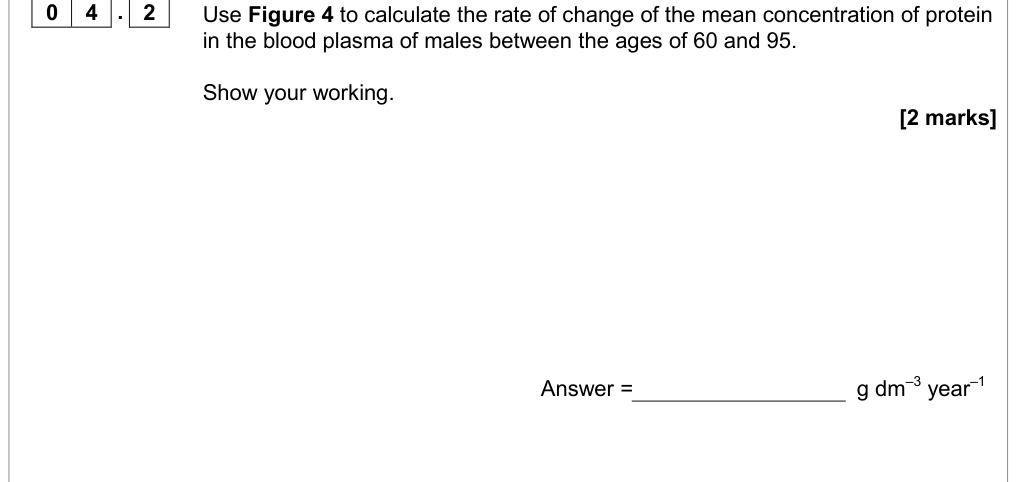 04.2 Use Figure 4 to calculate the rate of change of the mean concentration of protein
in the blood plasma of males between the ages of 60 and 95.
Show your working.
[2 marks]
Answer = ____________ g dm⁻³ year⁻¹